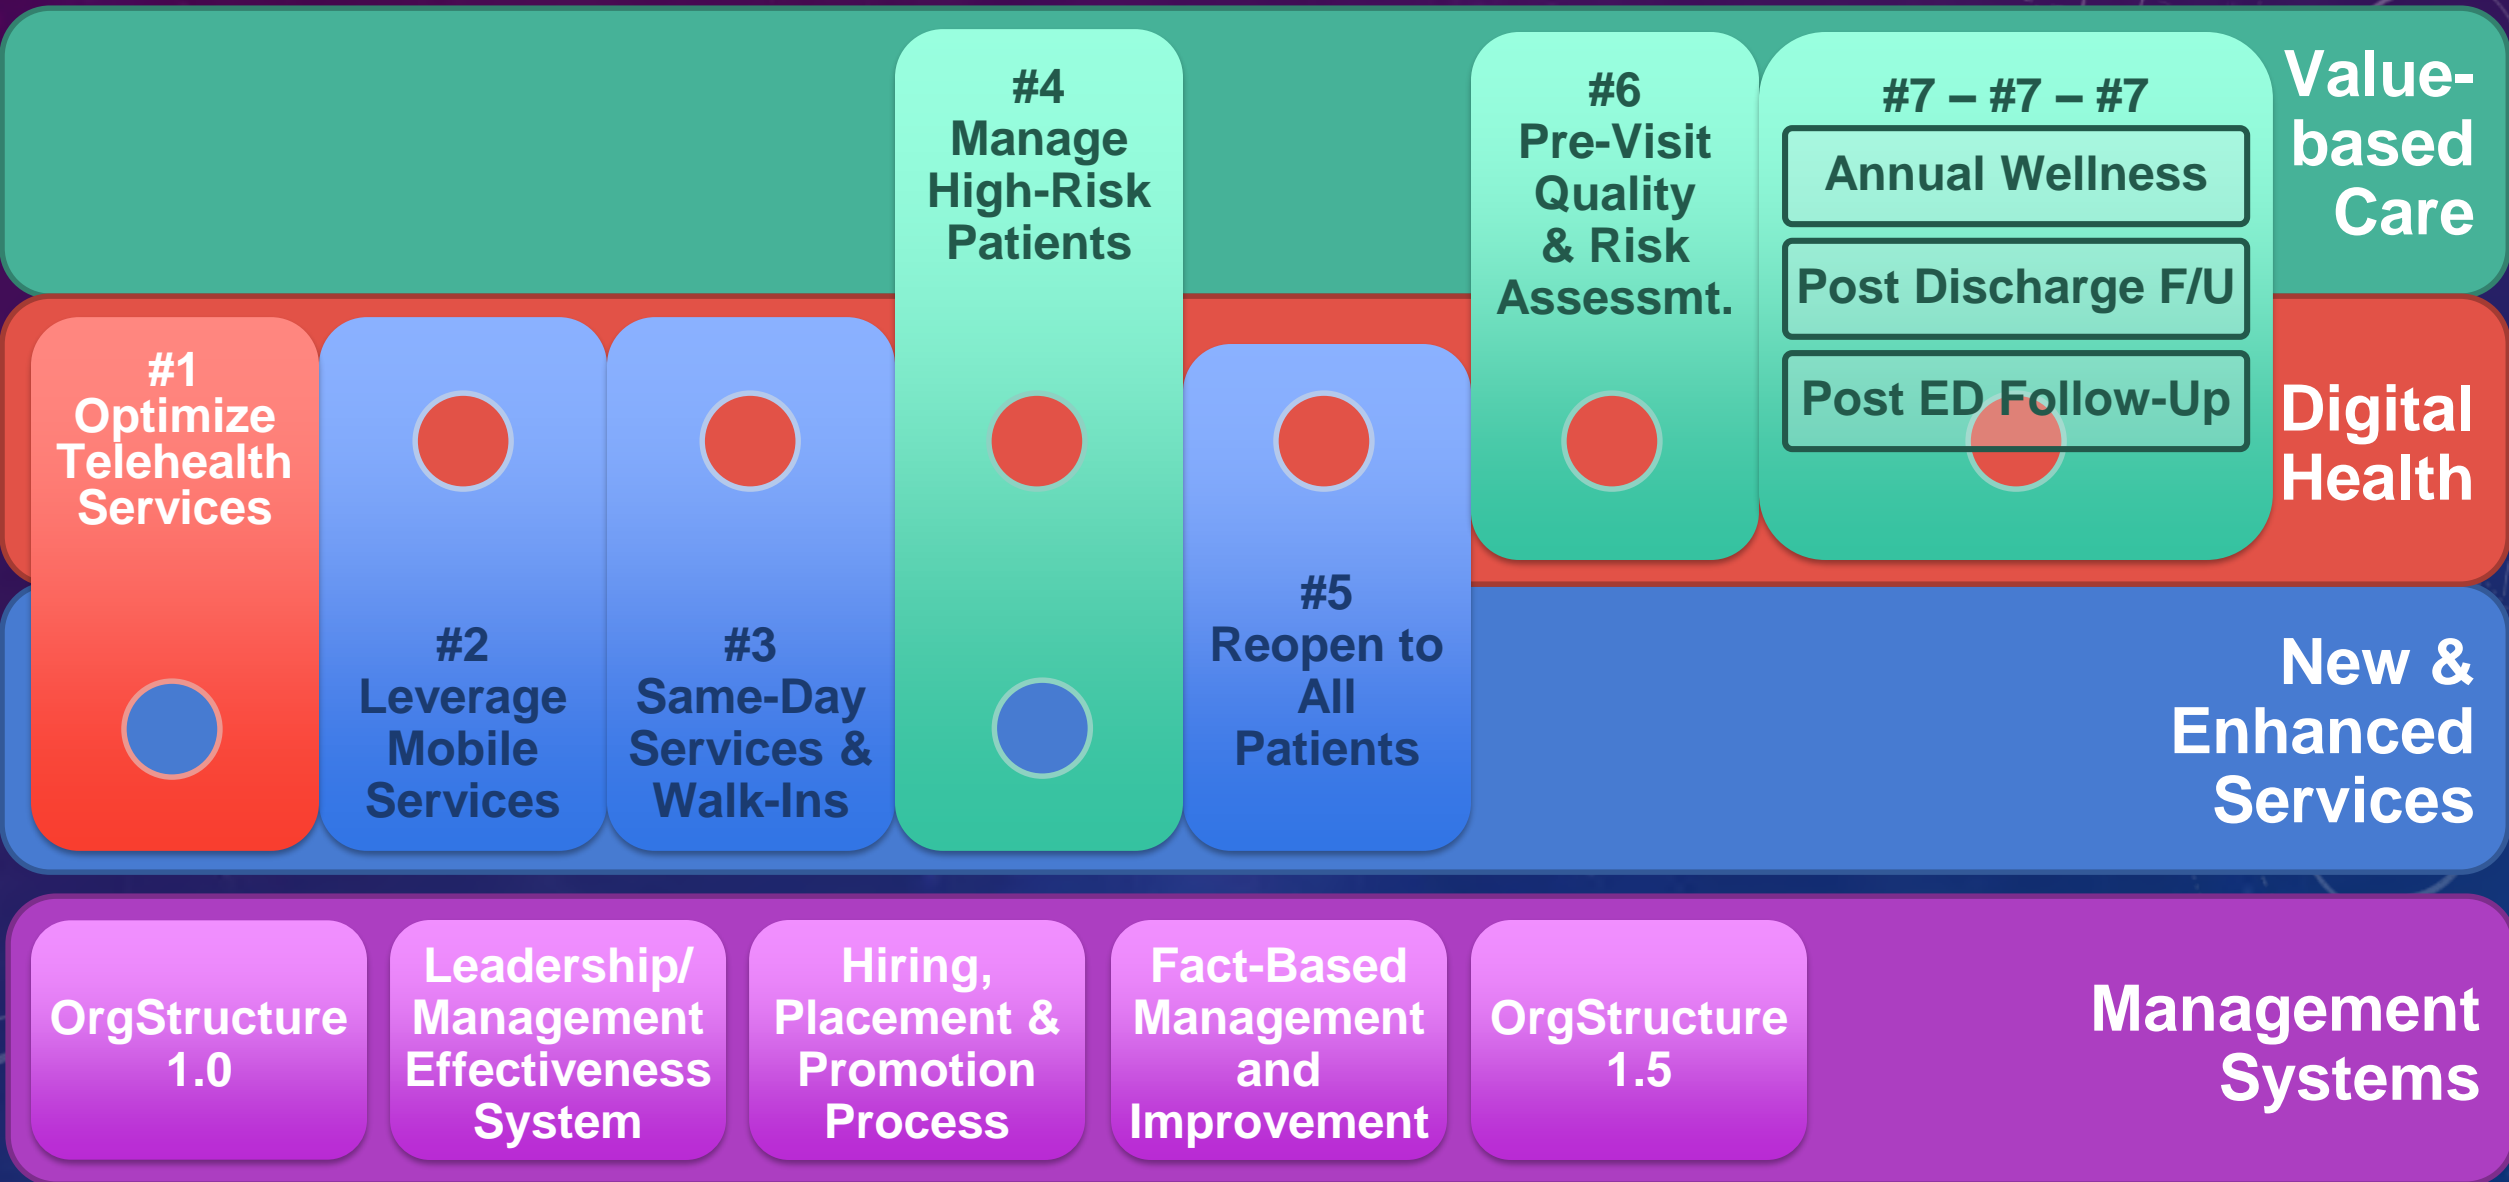 #4
Manage
High-Risk
Patients
#6
Pre-Visit
Quality
& Risk
Assessmt.
#7 – #7 – #7
Annual Wellness
Post Discharge F/U
Post ED Follow-Up
Value-
based
Care
#1
Optimize
Telehealth
Services
Digital
Health
#2
Leverage
Mobile
Services
#3
Same-Day
Services &
Walk-Ins
#5
Reopen to
All
Patients
New &
Enhanced
Services
OrgStructure
1.0
Leadership/
Management
Effectiveness
System
Hiring,
Placement &
Promotion
Process
Fact-Based
Management
and
Improvement
OrgStructure
1.5
Management
Systems